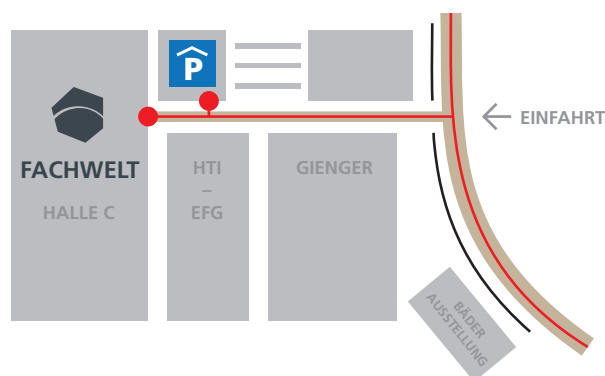 P
EINFAHRT
FACHWELT
HALLE C
HTI
–
EFG
GIENGER
BÄDER
AUSSTELLUNG